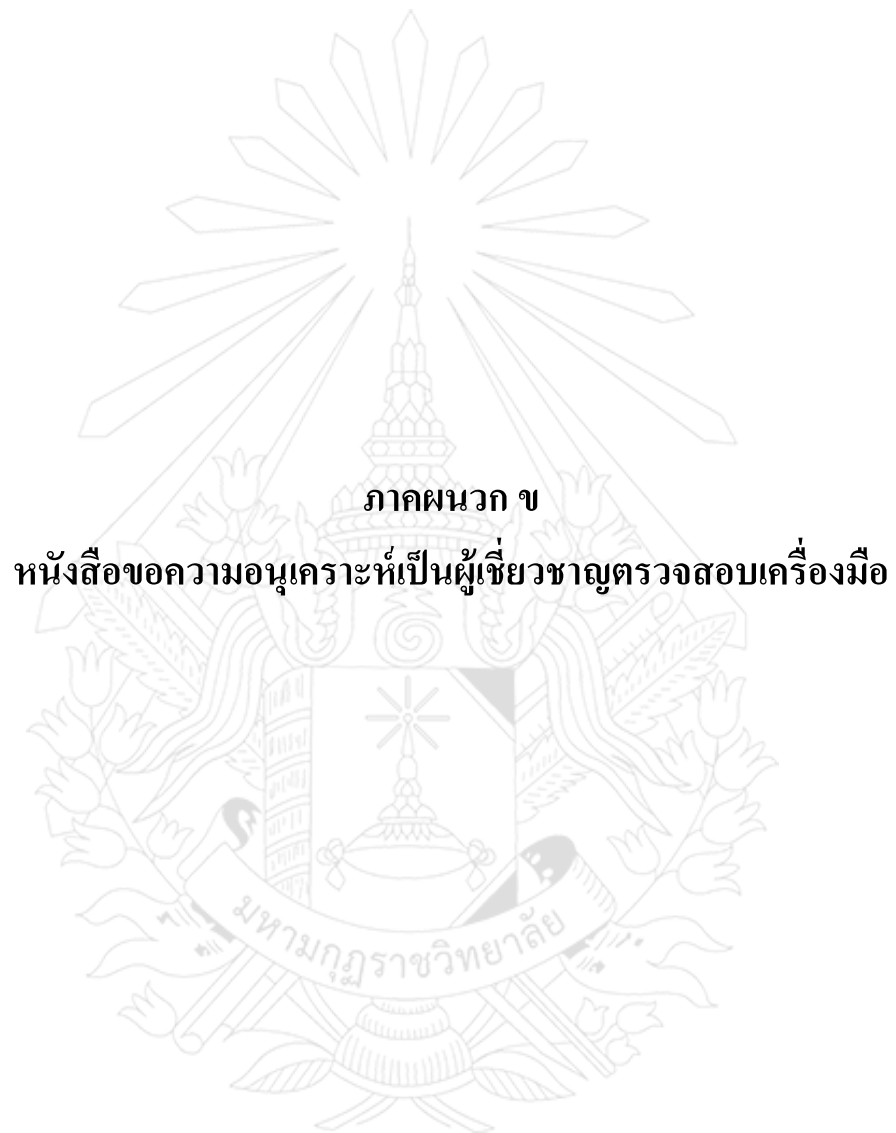 ภาคผนวก ข
หนังสือขอความอนุเคราะห์เป็นผู้เชี่ยวชาญตรวจสอบเครื่องมือ
มหามกุฏราชวิทยาลัย